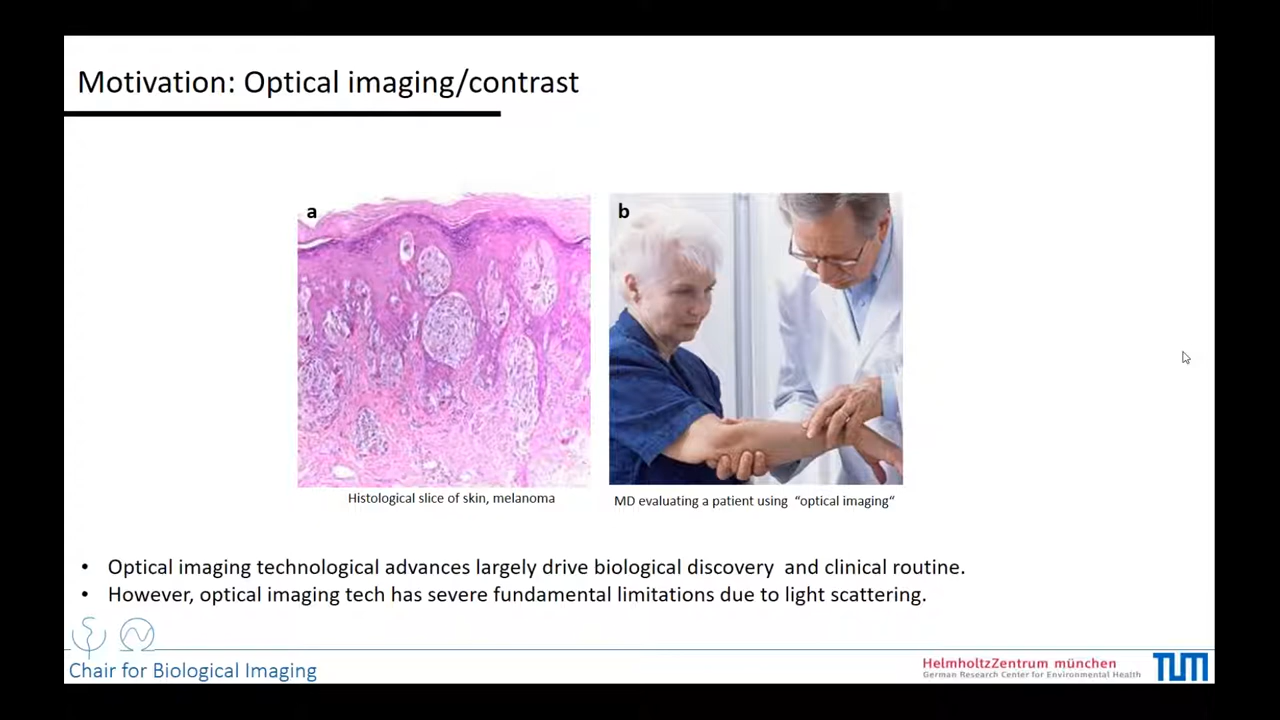 Motivation: Optical imaging/contrast
a
b
Histological slice of skin, melanoma
MD evaluating a patient using “optical imaging“
• Optical imaging technological advances largely drive biological discovery and clinical routine.
• However, optical imaging tech has severe fundamental limitations due to light scattering.
Chair for Biological Imaging
HelmholtzZentrum münchen
German Research Center for Environmental Health
TUM